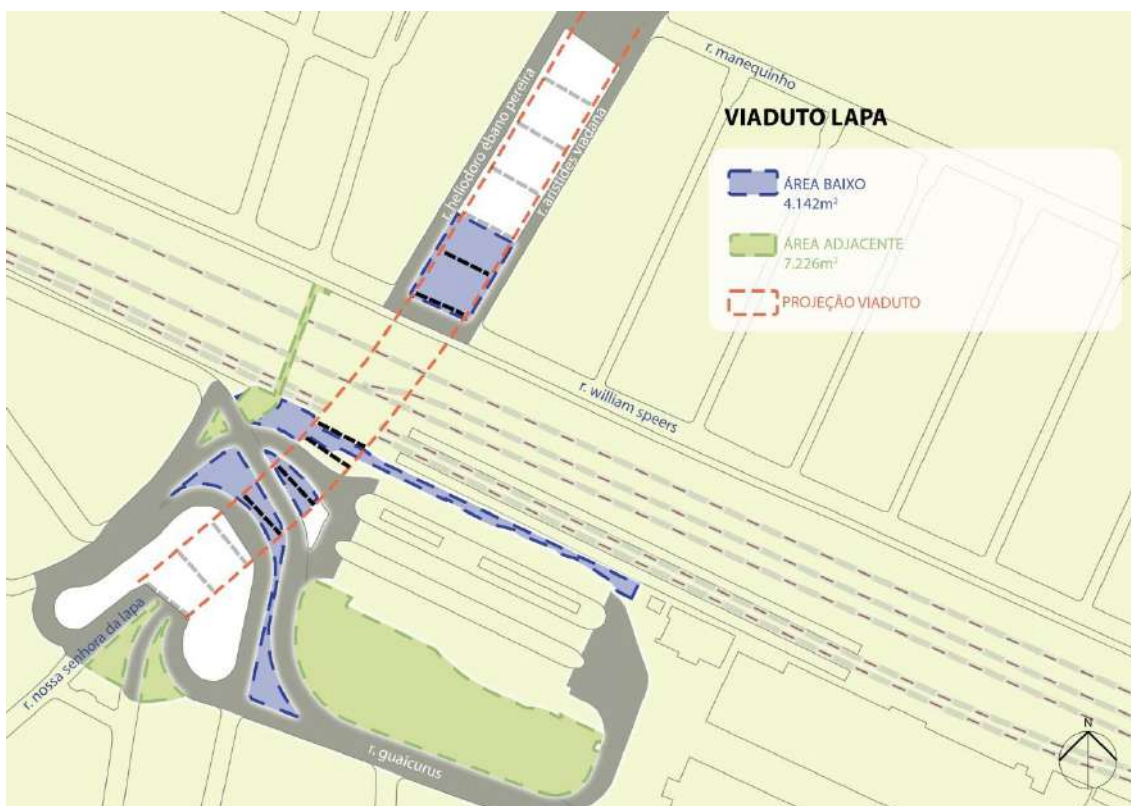 r. manequinho
VIADUTO LAPA
r. heliodoro ébano pereira
r. aristides viadana
ÁREA BAIXO
4.142m²
ÁREA ADJACENTE
7.226m²
PROJEÇÃO VIADUTO
r. william speers
r. nossa senhora da lapa
r. guaicurus
N